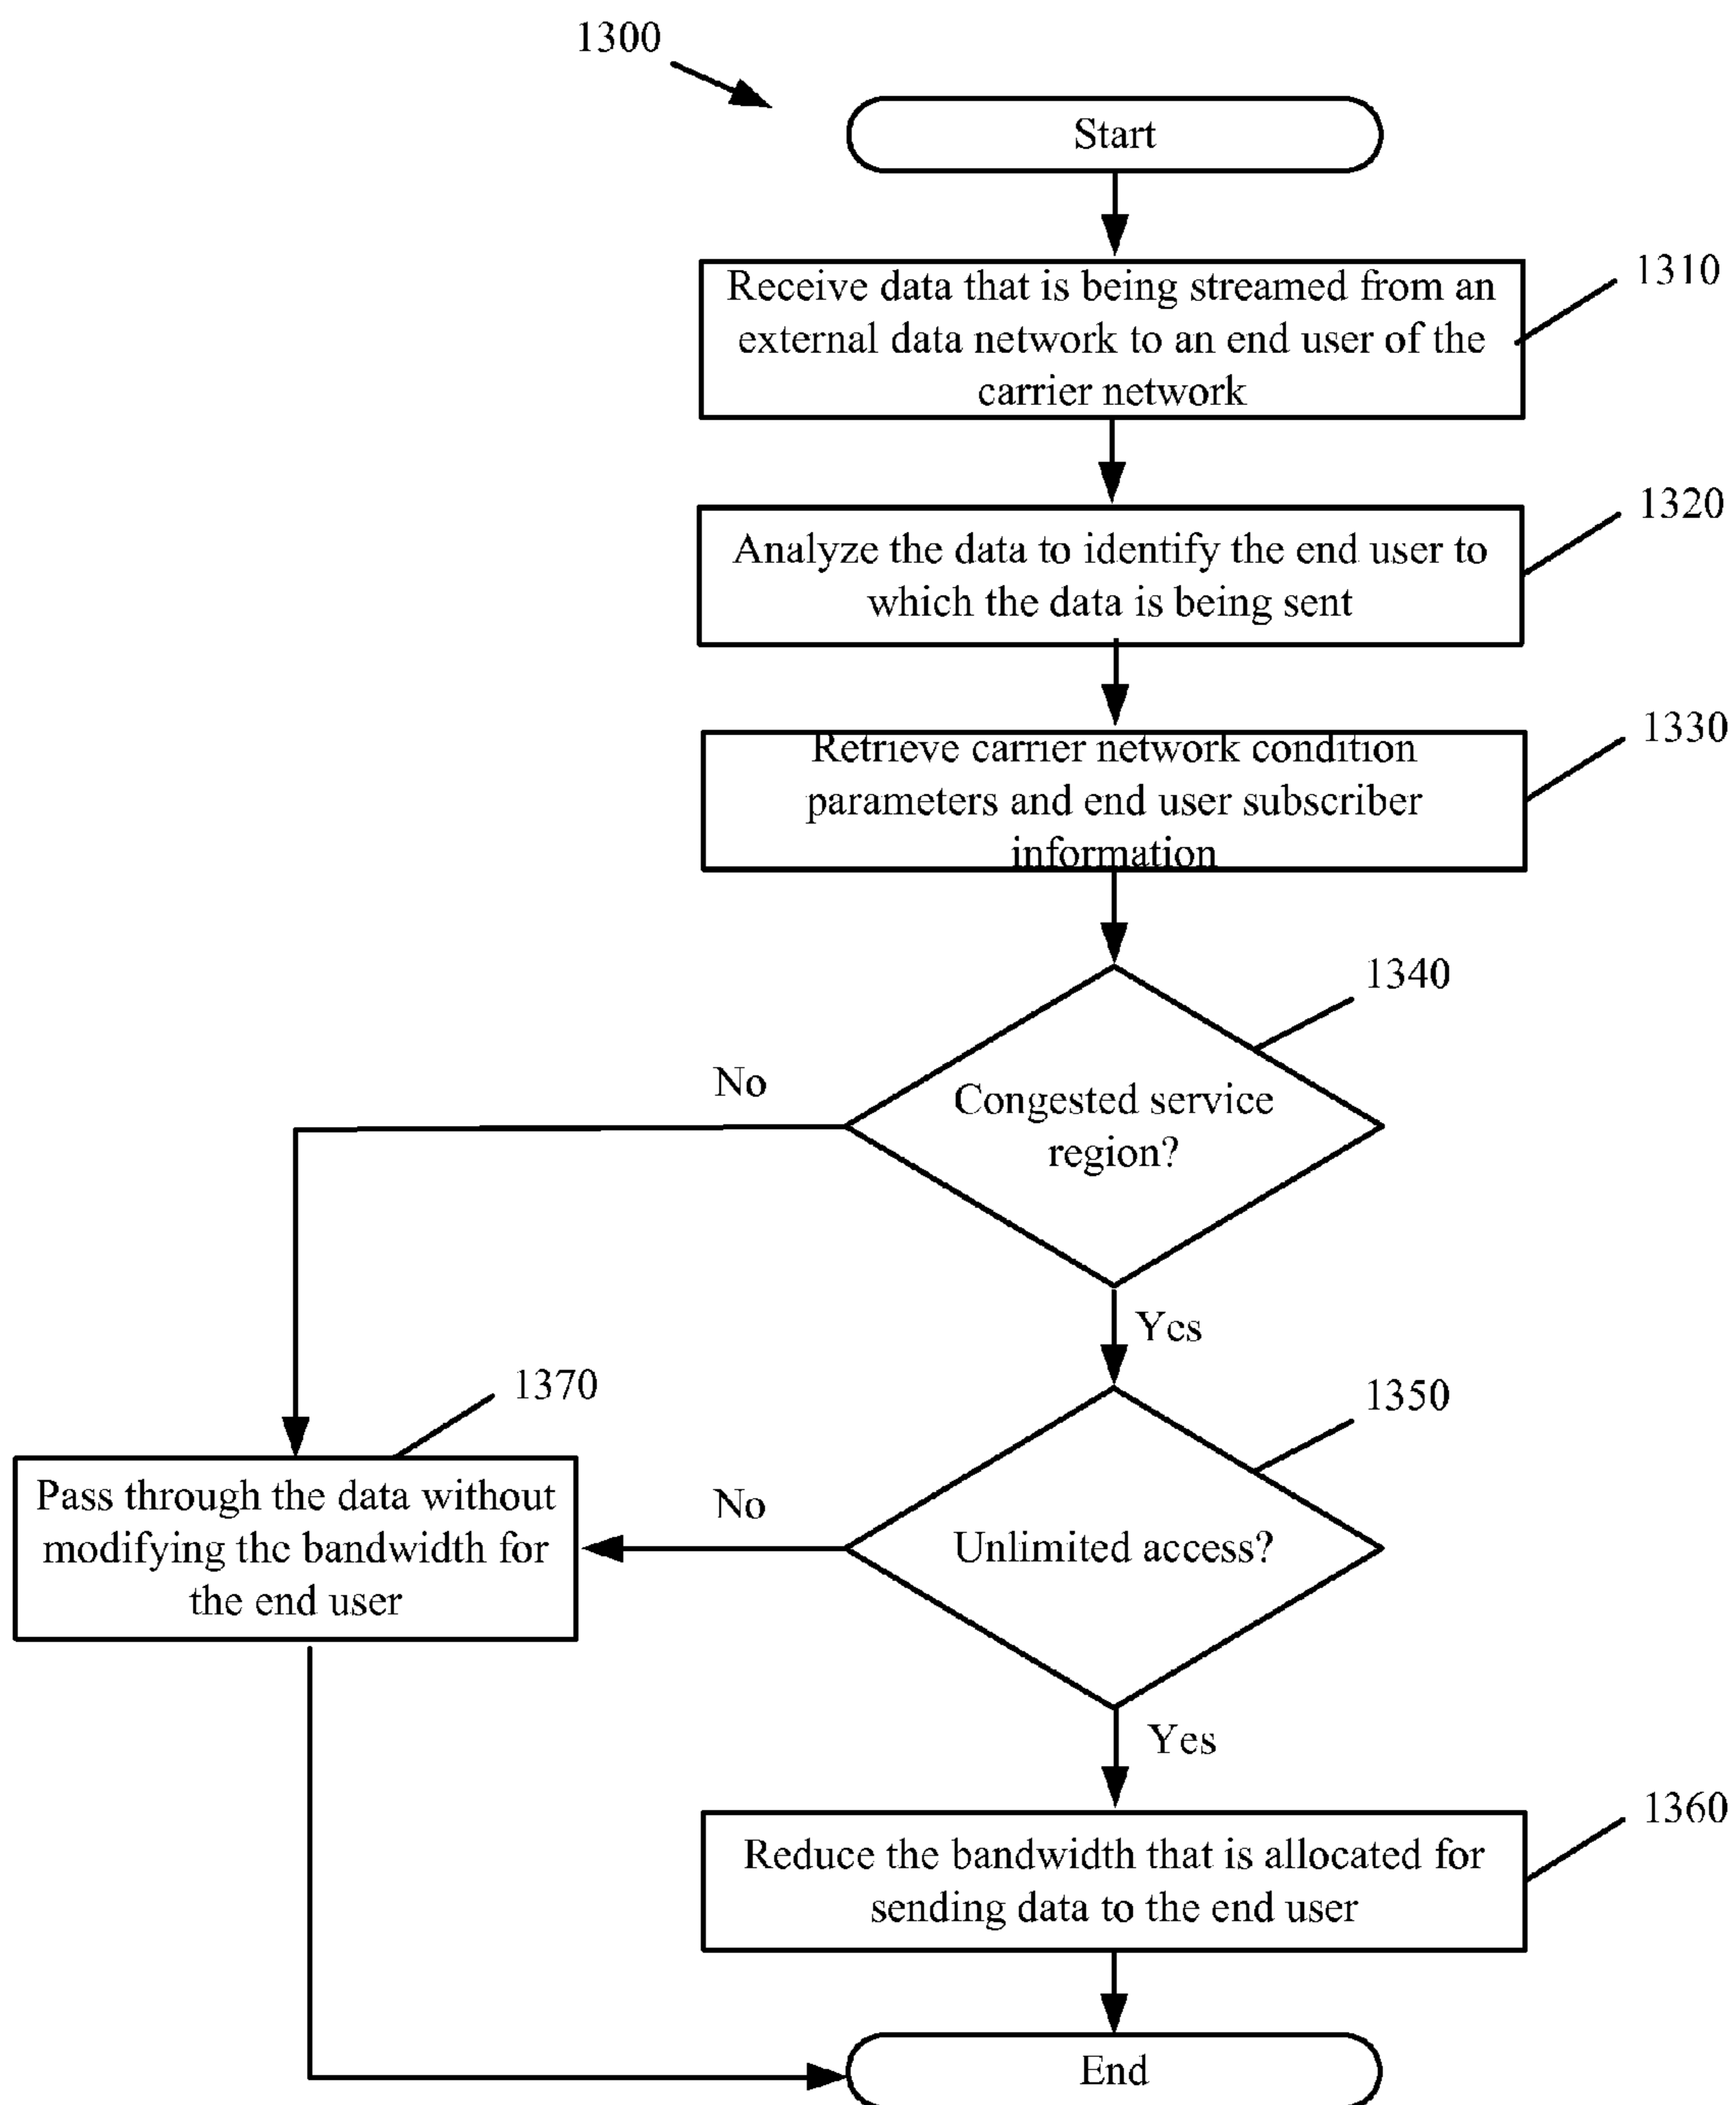 1300
Start
Receive data that is being streamed from an
external data network to an end user of the
carrier network
1310
Analyze the data to identify the end user to
which the data is being sent
1320
Retrieve carrier network condition
parameters and end user subscriber
information
1330
Congested service
region?
1340
No
Yes
1370
Pass through the data without
modifying the bandwidth for
the end user
No
Unlimited access?
1350
Yes
Reduce the bandwidth that is allocated for
sending data to the end user
1360
End